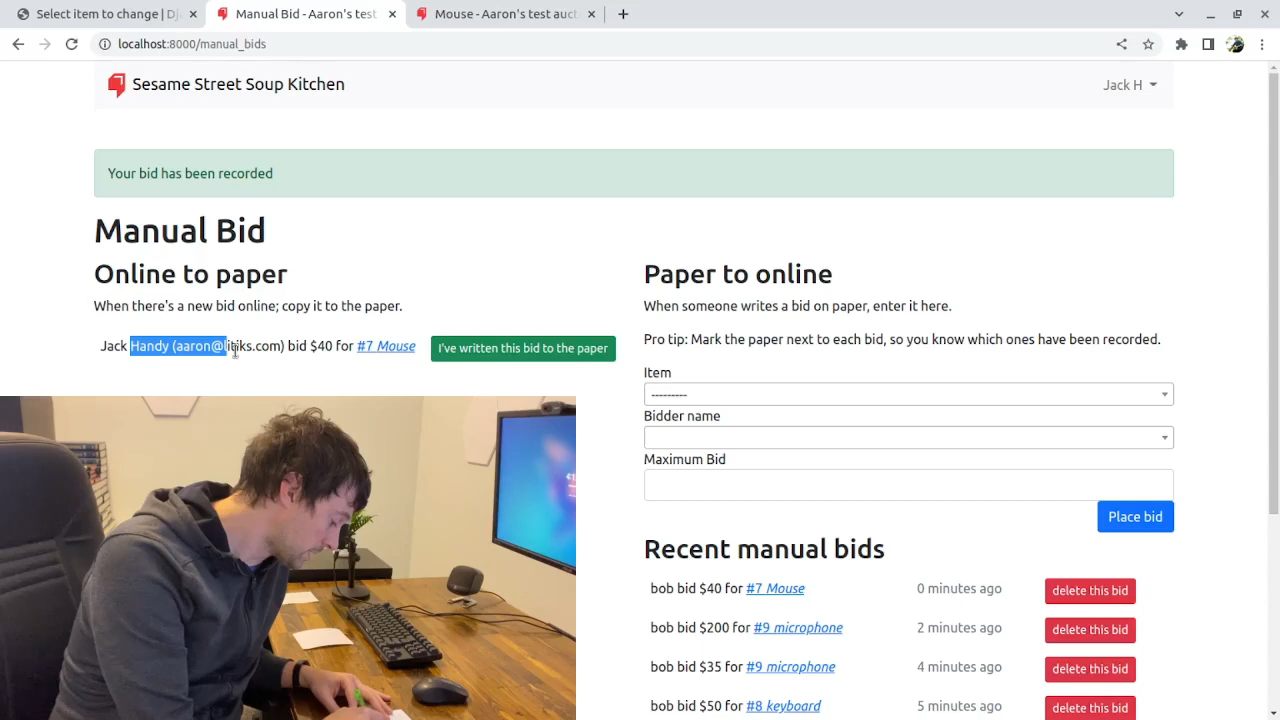 Select item to change | Dj
Manual Bid - Aaron's test
Mouse - Aaron's test auct
localhost:8000/manual_bids
Sesame Street Soup Kitchen
Jack H
Your bid has been recorded
Manual Bid
Online to paper
When there's a new bid online; copy it to the paper.
Jack Handy (aaron@litiks.com) bid $40 for #7 Mouse
I've written this bid to the paper
Paper to online
When someone writes a bid on paper, enter it here.
Pro tip: Mark the paper next to each bid, so you know which ones have been recorded.
Item
---------
Bidder name
Maximum Bid
Place bid
Recent manual bids
bob bid $40 for #7 Mouse 0 minutes ago delete this bid
bob bid $200 for #9 microphone 2 minutes ago delete this bid
bob bid $35 for #9 microphone 4 minutes ago delete this bid
bob bid $50 for #8 keyboard 5 minutes ago delete this bid